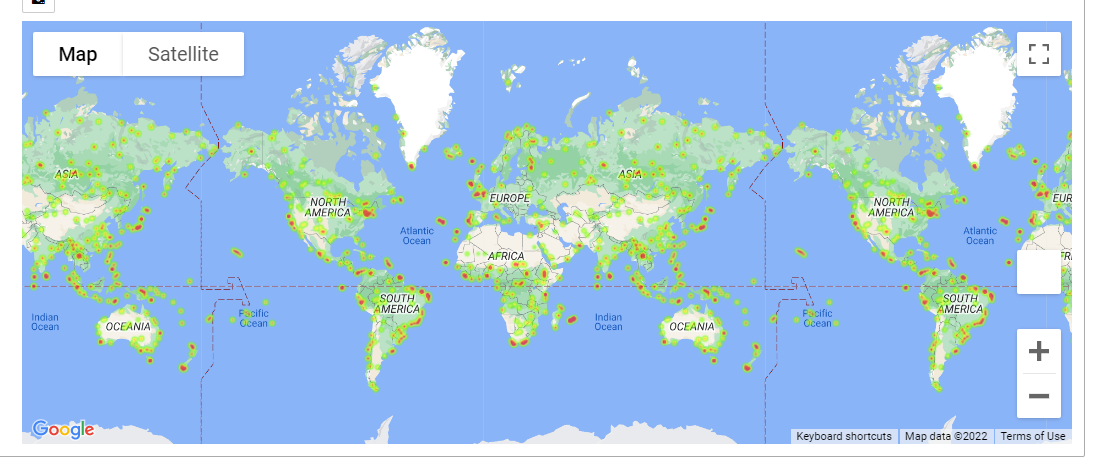 Map
Satellite
ASIA
NORTH
AMERICA
EUROPE
ASIA
NORTH
AMERICA
EUR
Atlantic
Ocean
Atlantic
Ocean
AFRICA
SOUTH
AMERICA
SOUTH
AMERICA
Indian
Ocean
OCEANIA
Pacific
Ocean
Indian
Ocean
OCEANIA
Pacific
Ocean
Google
Keyboard shortcuts
Map data ©2022
Terms of Use